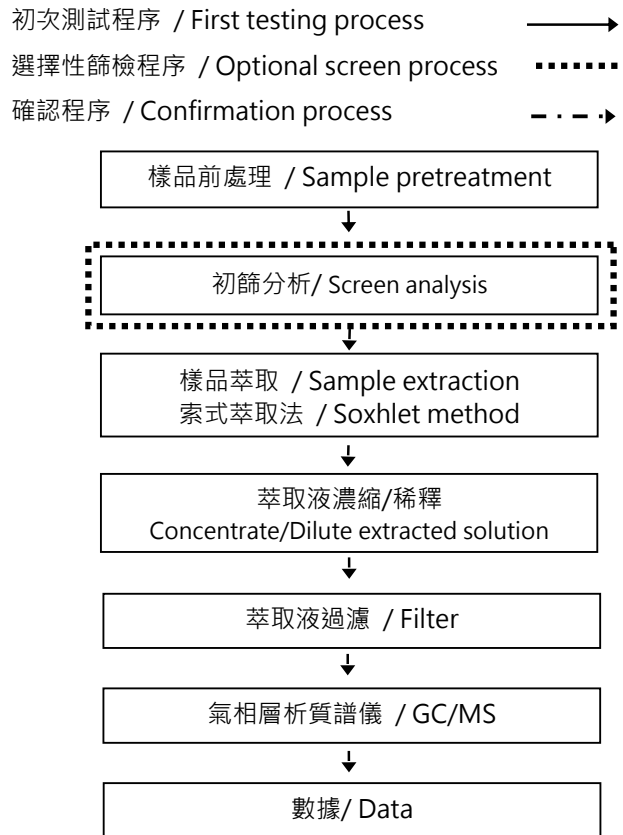 初次測試程序 / First testing process
選擇性篩檢程序 / Optional screen process
確認程序 / Confirmation process
樣品前處理 / Sample pretreatment
初篩分析/ Screen analysis
樣品萃取 / Sample extraction
索式萃取法 / Soxhlet method
萃取液濃縮/稀釋
Concentrate/Dilute extracted solution
萃取液過濾 / Filter
氣相層析質譜儀 / GC/MS
數據/ Data